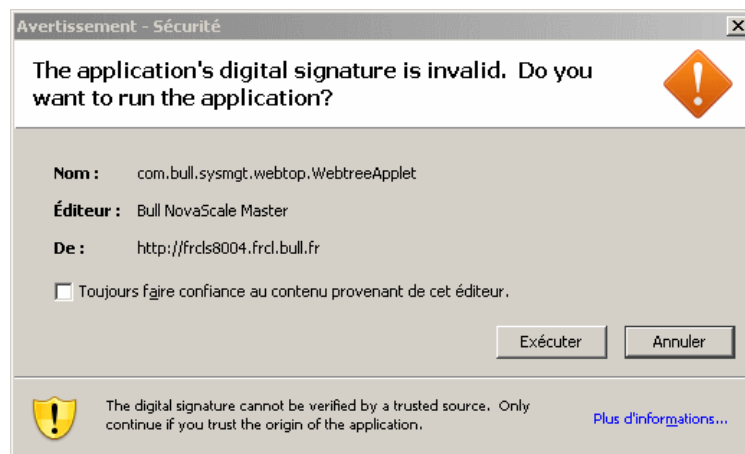 Avertissement - Sécurité
The application's digital signature is invalid. Do you
want to run the application?
Nom : com.bull.sysmgt.webtop.WebtreeApplet
Éditeur : Bull NovaScale Master
De : http://frcls8004.frcl.bull.fr
Toujours faire confiance au contenu provenant de cet éditeur.
Exécuter Annuler
The digital signature cannot be verified by a trusted source. Only
continue if you trust the origin of the application.
Plus d'informations...